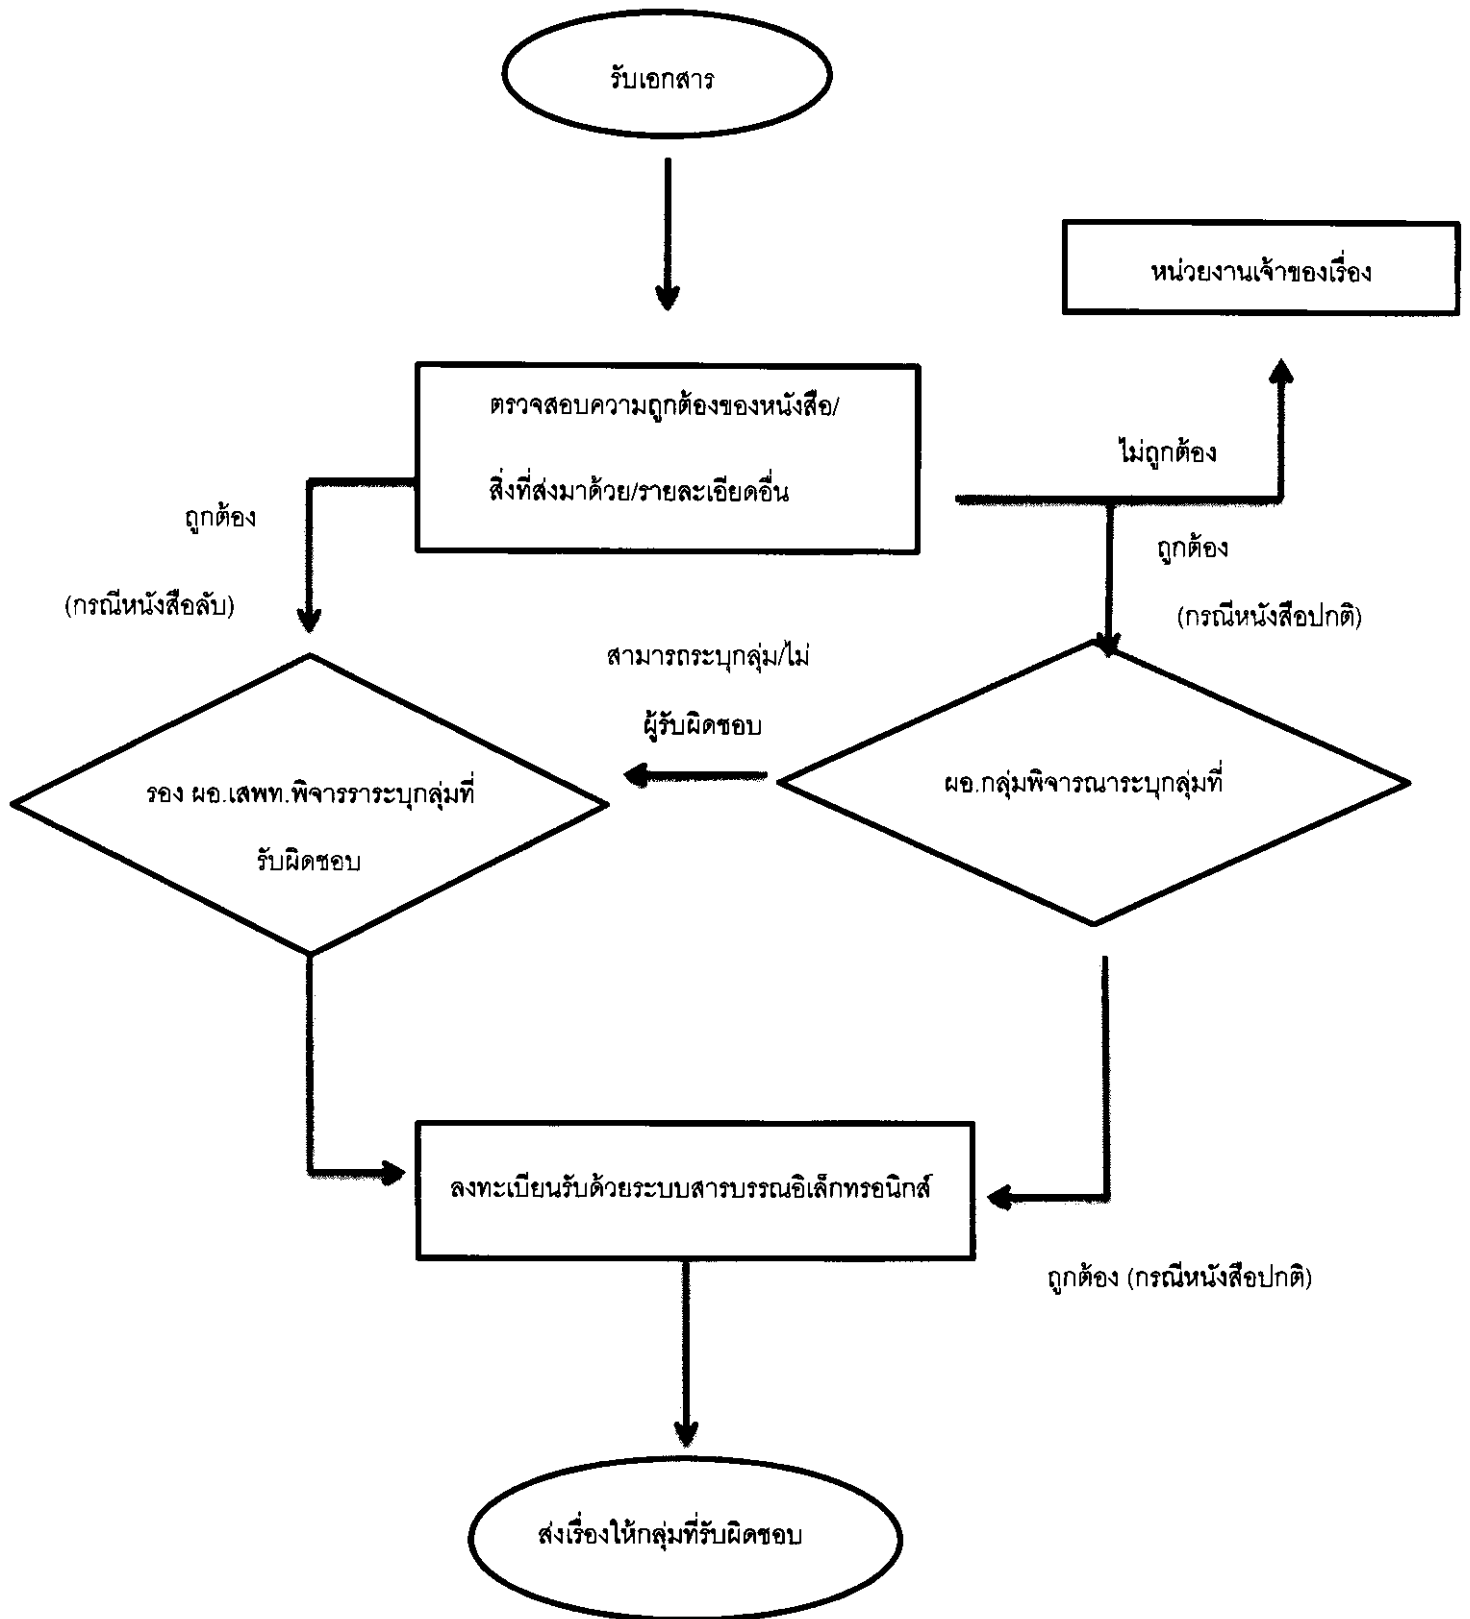 รับเอกสาร
หน่วยงานเจ้าของเรื่อง
ตรวจสอบความถูกต้องของหนังสือ/
สิ่งที่ส่งมาด้วย/รายละเอียดอื่น
ไม่ถูกต้อง
ถูกต้อง
(กรณีหนังสือลับ)
ถูกต้อง
(กรณีหนังสือปกติ)
สามารถระบุกลุ่ม/ไม่
ผู้รับผิดชอบ
รอง ผอ.เสพท.พิจารราระบุกลุ่มที่
รับผิดชอบ
ผอ.กลุ่มพิจารณาระบุกลุ่มที่
ลงทะเบียนรับด้วยระบบสารบรรณอิเล็กทรอนิกส์
ถูกต้อง (กรณีหนังสือปกติ)
ส่งเรื่องให้กลุ่มที่รับผิดชอบ